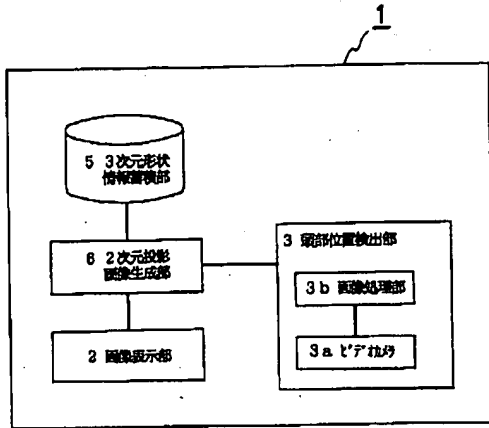 1
5 3次元形状
情報蓄積部
6 2次元投影
画像生成部
2 画像表示部
3 頭部位置検出部
3b 画像処理部
3a ビデオカメラ